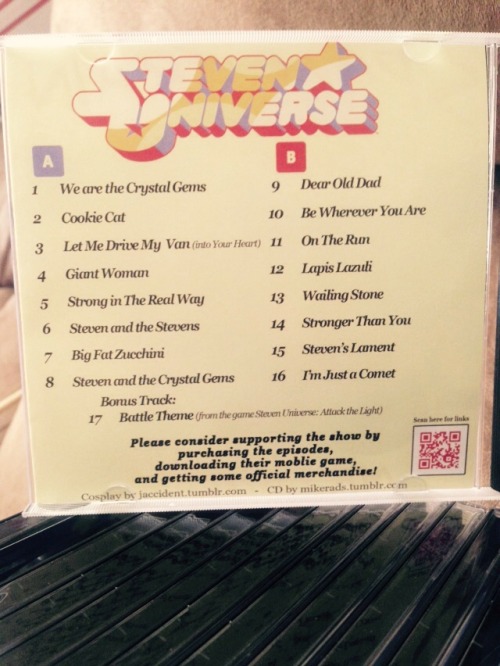 STEVEN
UNIVERSE
A
1 We are the Crystal Gems
2 Cookie Cat
3 Let Me Drive My Van (into Your Heart)
4 Giant Woman
5 Strong in The Real Way
6 Steven and the Stevens
7 Big Fat Zucchini
8 Steven and the Crystal Gems
B
9 Dear Old Dad
10 Be Wherever You Are
11 On The Run
12 Lapis Lazuli
13 Wailing Stone
14 Stronger Than You
15 Steven's Lament
16 I'm Just a Comet
Bonus Track:
17 Battle Theme (from the game Steven Universe: Attack the Light)
Please consider supporting the show by
purchasing the episodes,
downloading their moblie game,
and getting some official merchandise!
Scan here for links
Cosplay by jaccident.tumblr.com - CD by mikerads.tumblr.com